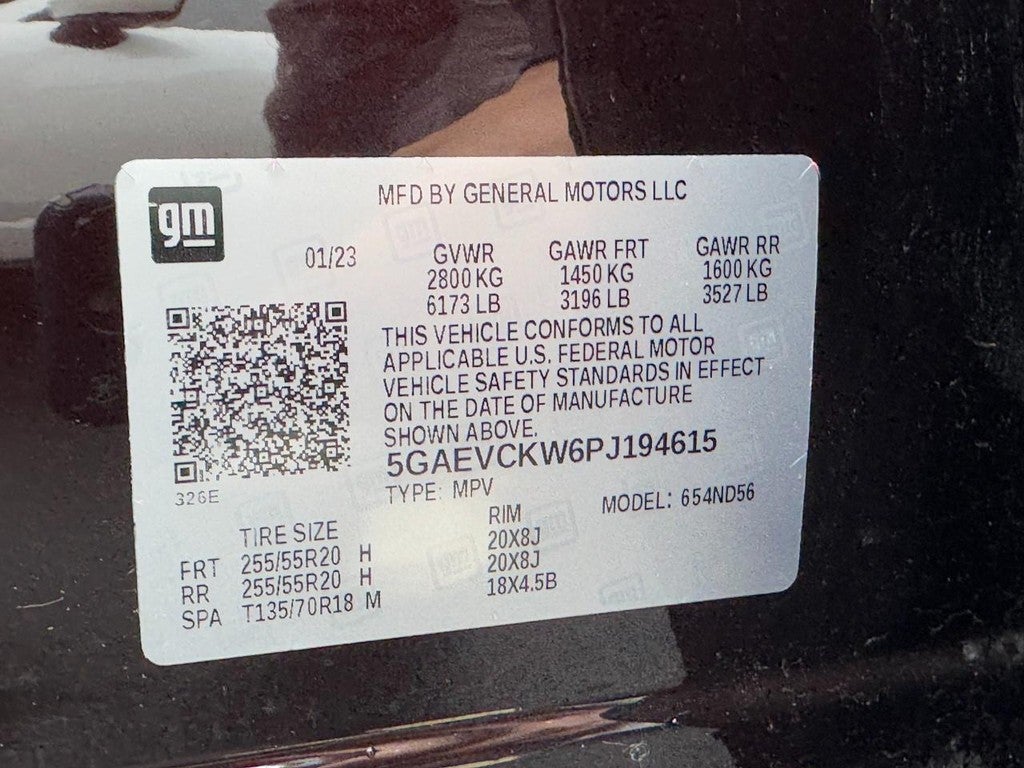 gm
MFD BY GENERAL MOTORS LLC
01/23 GVWR GAWR FRT GAWR RR
2800 KG 1450 KG 1600 KG
6173 LB 3196 LB 3527 LB
THIS VEHICLE CONFORMS TO ALL
APPLICABLE U.S. FEDERAL MOTOR
VEHICLE SAFETY STANDARDS IN EFFECT
ON THE DATE OF MANUFACTURE
SHOWN ABOVE.
5GAEVCKW6PJ194615
326E
TYPE: MPV MODEL: 654ND56
TIRE SIZE RIM
FRT 255/55R20 H 20X8J
RR 255/55R20 H 20X8J
SPA T135/70R18 M 18X4.5B